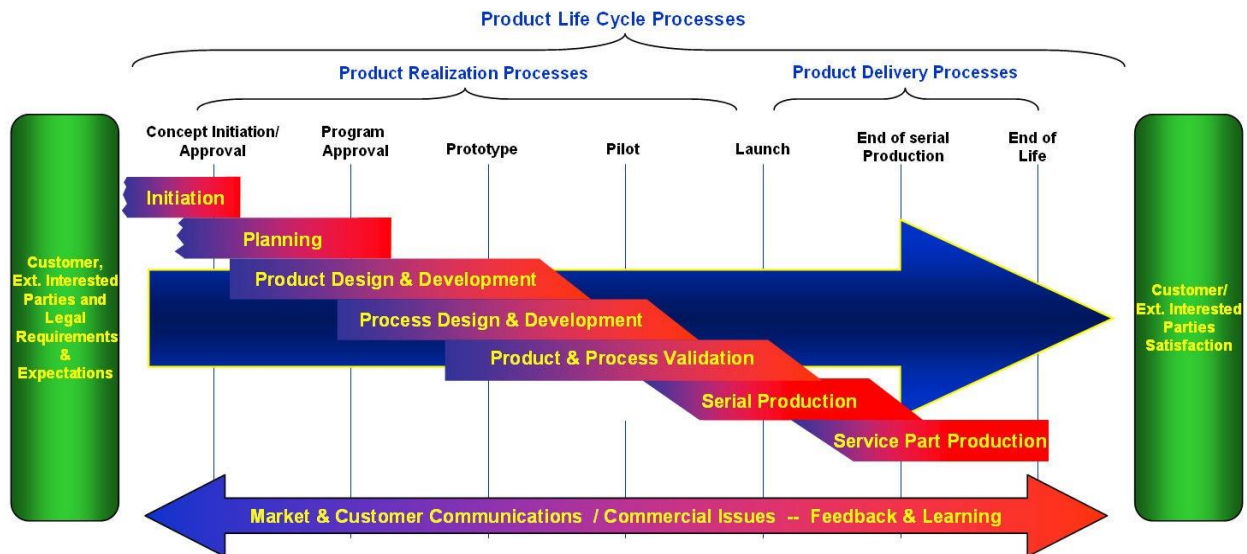 Product Life Cycle Processes
Product Realization Processes
Product Delivery Processes
Concept Initiation/
Approval
Program
Approval
Prototype
Pilot
Launch
End of serial
Production
End of
Life
Initiation
Planning
Product Design & Development
Process Design & Development
Product & Process Validation
Serial Production
Service Part Production
Customer,
Ext. Interested
Parties and
Legal
Requirements
&
Expectations
Customer/
Ext. Interested
Parties
Satisfaction
Market & Customer Communications / Commercial Issues -- Feedback & Learning